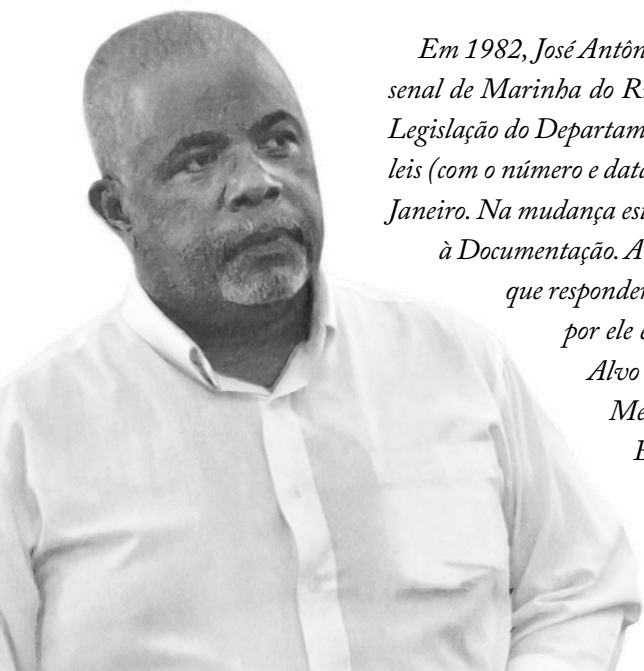 Em 1982, José Antôn
senal de Marinha do R
Legislação do Departam
leis (com o número e data
Janeiro. Na mudança es
à Documentação. A
que responder
por ele
Alvo
Me